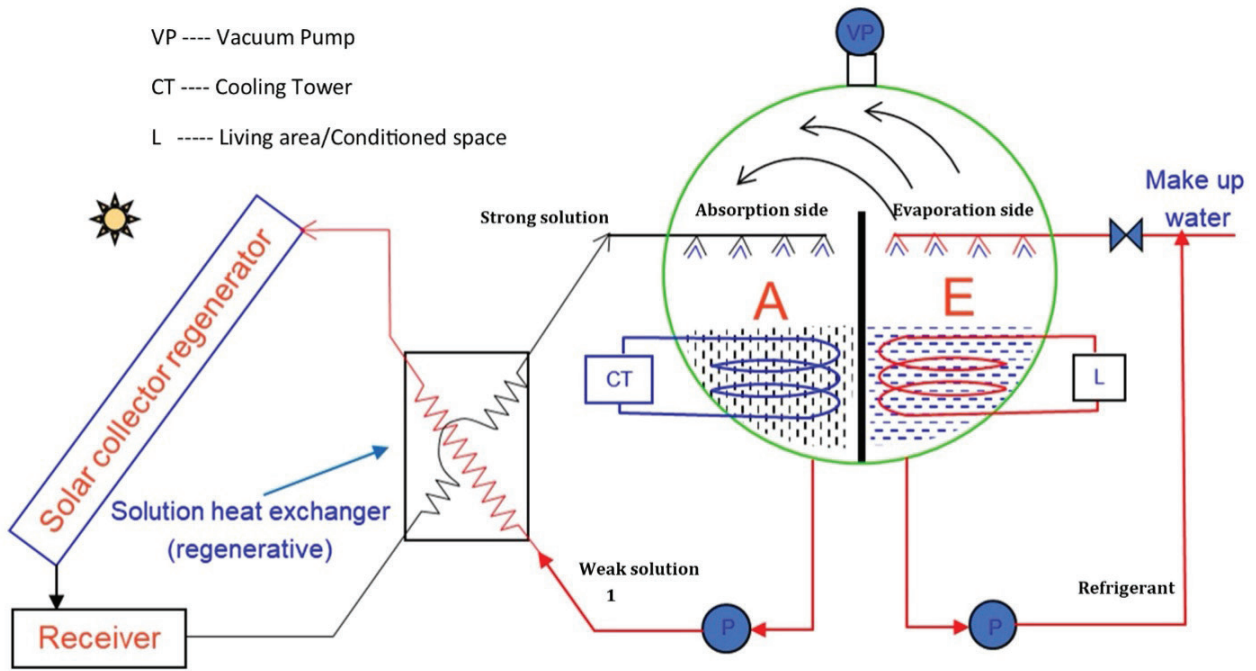 VP ---- Vacuum Pump
CT ---- Cooling Tower
L ----- Living area/Conditioned space
VP
Make up
water
Strong solution
Absorption side
Evaporation side
A
E
CT
L
Solar collector regenerator
Solution heat exchanger
(regenerative)
Weak solution
1
Refrigerant
P
P
Receiver